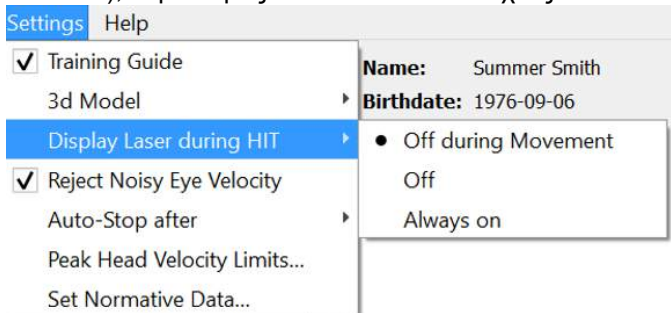 Settings Help
✓ Training Guide
Name: Summer Smith
3d Model
Birthdate: 1976-09-06
Display Laser during HIT
• Off during Movement
✓ Reject Noisy Eye Velocity
Off
Auto-Stop after
Always on
Peak Head Velocity Limits...
Set Normative Data...